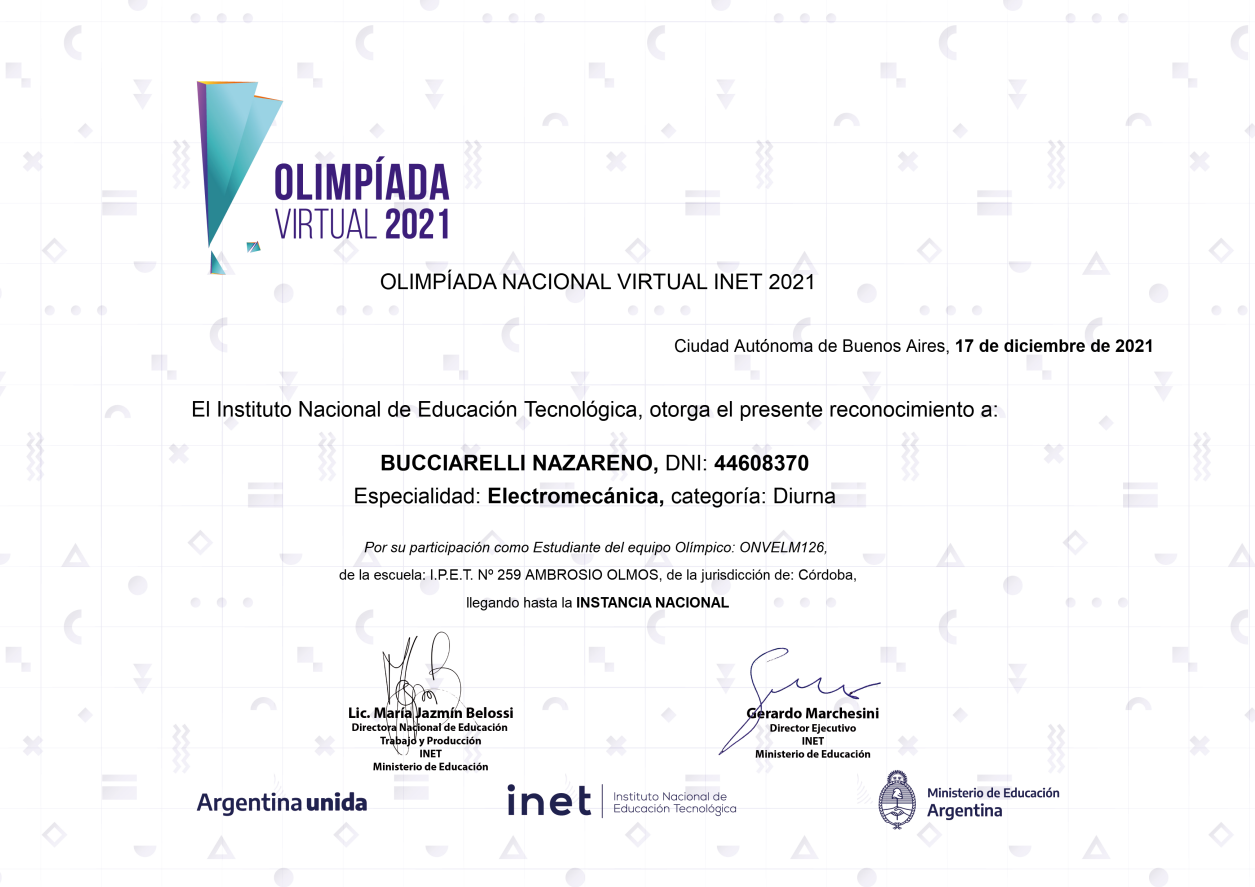 OLIMPÍADA
VIRTUAL 2021
OLIMPÍADA NACIONAL VIRTUAL INET 2021
Ciudad Autónoma de Buenos Aires, 17 de diciembre de 2021
El Instituto Nacional de Educación Tecnológica, otorga el presente reconocimiento a:
BUCCIARELLI NAZARENO, DNI: 44608370
Especialidad: Electromecánica, categoría: Diurna
Por su participación como Estudiante del equipo Olímpico: ONVELM126,
de la escuela: I.P.E.T. Nº 259 AMBROSIO OLMOS, de la jurisdicción de: Córdoba,
llegando hasta la INSTANCIA NACIONAL
Lic. María Jazmín Belossi
Directora Nacional de Educación
Trabajo y Producción
INET
Ministerio de Educación
Gerardo Marchesini
Director Ejecutivo
INET
Ministerio de Educación
Argentina unida
inet
Instituto Nacional de
Educación Tecnológica
Ministerio de Educación
Argentina